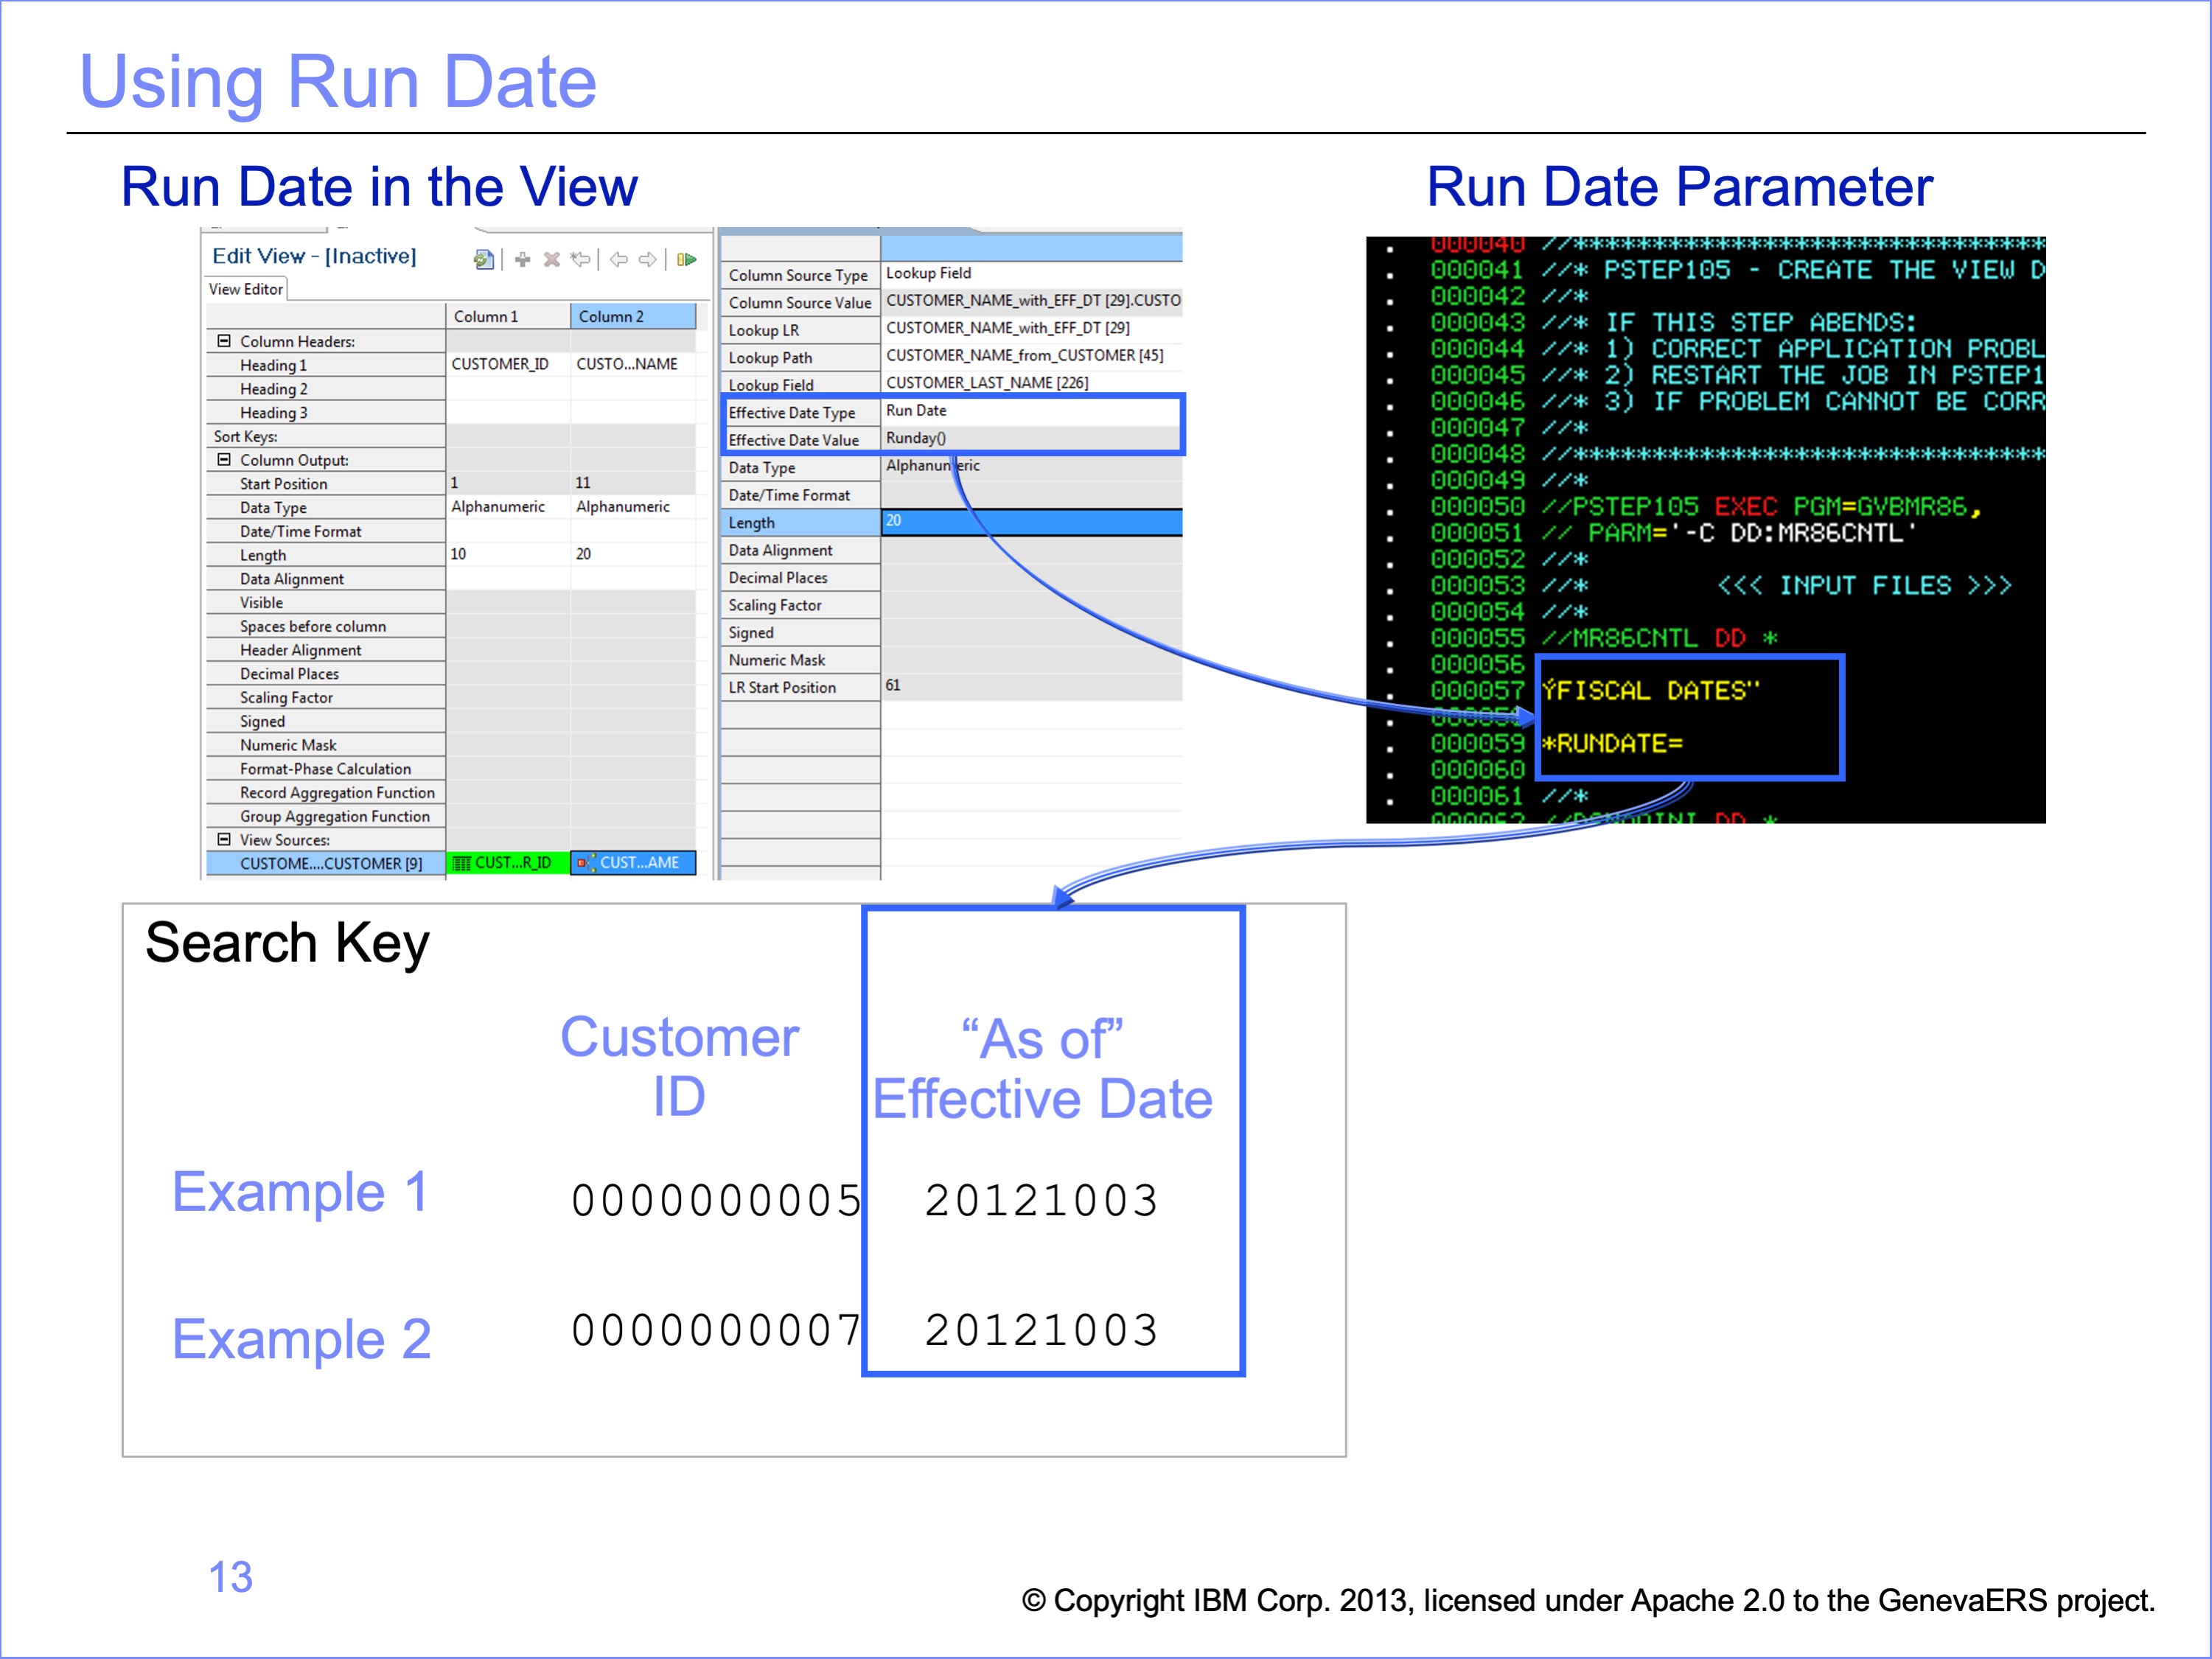 Using Run Date
Run Date in the View
Run Date Parameter
Edit View - [Inactive]
View Editor
Column 1 Column 2
Column Headers:
Heading 1 CUSTOMER_ID CUSTO...NAME
Heading 2
Heading 3
Sort Keys:
Column Output:
Start Position 1 11
Data Type Alphanumeric Alphanumeric
Date/Time Format
Length 10 20
Data Alignment
Visible
Spaces before column
Header Alignment
Decimal Places
Scaling Factor
Signed
Numeric Mask
Format-Phase Calculation
Record Aggregation Function
Group Aggregation Function
View Sources:
CUSTOME....CUSTOMER [9] CUST...R_ID CUST...AME
Column Source Type Lookup Field
Column Source Value CUSTOMER_NAME_with_EFF_DT [29].CUSTO
Lookup LR CUSTOMER_NAME_with_EFF_DT [29]
Lookup Path CUSTOMER_NAME_from_CUSTOMER [45]
Lookup Field CUSTOMER_LAST_NAME [226]
Effective Date Type Run Date
Effective Date Value Runday()
Data Type Alphanumeric
Date/Time Format
Length 20
Data Alignment
Decimal Places
Scaling Factor
Signed
Numeric Mask
LR Start Position 61
000040 //******************************
000041 //* PSTEP105 - CREATE THE VIEW D
000042 //*
000043 //* IF THIS STEP ABENDS:
000044 //* 1) CORRECT APPLICATION PROBL
000045 //* 2) RESTART THE JOB IN PSTEP1
000046 //* 3) IF PROBLEM CANNOT BE CORR
000047 //*
000048 //******************************
000049 //*
000050 //PSTEP105 EXEC PGM=GVBMR86,
000051 // PARM='-C DD:MR86CNTL'
000052 //*
000053 //* <<< INPUT FILES >>>
000054 //*
000055 //MR86CNTL DD *
000056
000057 ÝFISCAL DATES"
000059 *RUNDATE=
000060
000061 //*
Search Key
Customer ID
“As of” Effective Date
Example 1 0000000005 20121003
Example 2 0000000007 20121003
13
© Copyright IBM Corp. 2013, licensed under Apache 2.0 to the GenevaERS project.